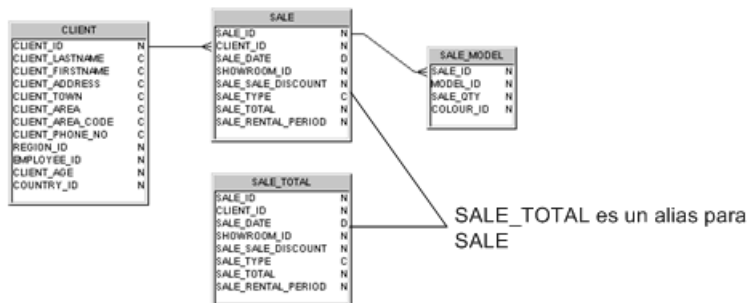 CLIENT
CLIENT_ID N
CLIENT_LASTNAME C
CLIENT_FIRSTNAME C
CLIENT_ADDRESS C
CLIENT_TOWN C
CLIENT_AREA C
CLIENT_AREA_CODE C
CLIENT_PHONE_NO C
REGION_ID N
EMPLOYEE_ID N
CLIENT_AGE N
COUNTRY_ID N
SALE
SALE_ID N
CLIENT_ID N
SALE_DATE D
SHOWROOM_ID N
SALE_SALE_DISCOUNT N
SALE_TYPE C
SALE_TOTAL N
SALE_RENTAL_PERIOD N
SALE_MODEL
SALE_ID N
MODEL_ID N
SALE_QTY N
COLOUR_ID N
SALE_TOTAL
SALE_ID N
CLIENT_ID N
SALE_DATE D
SHOWROOM_ID N
SALE_SALE_DISCOUNT N
SALE_TYPE C
SALE_TOTAL N
SALE_RENTAL_PERIOD N
SALE_TOTAL es un alias para
SALE